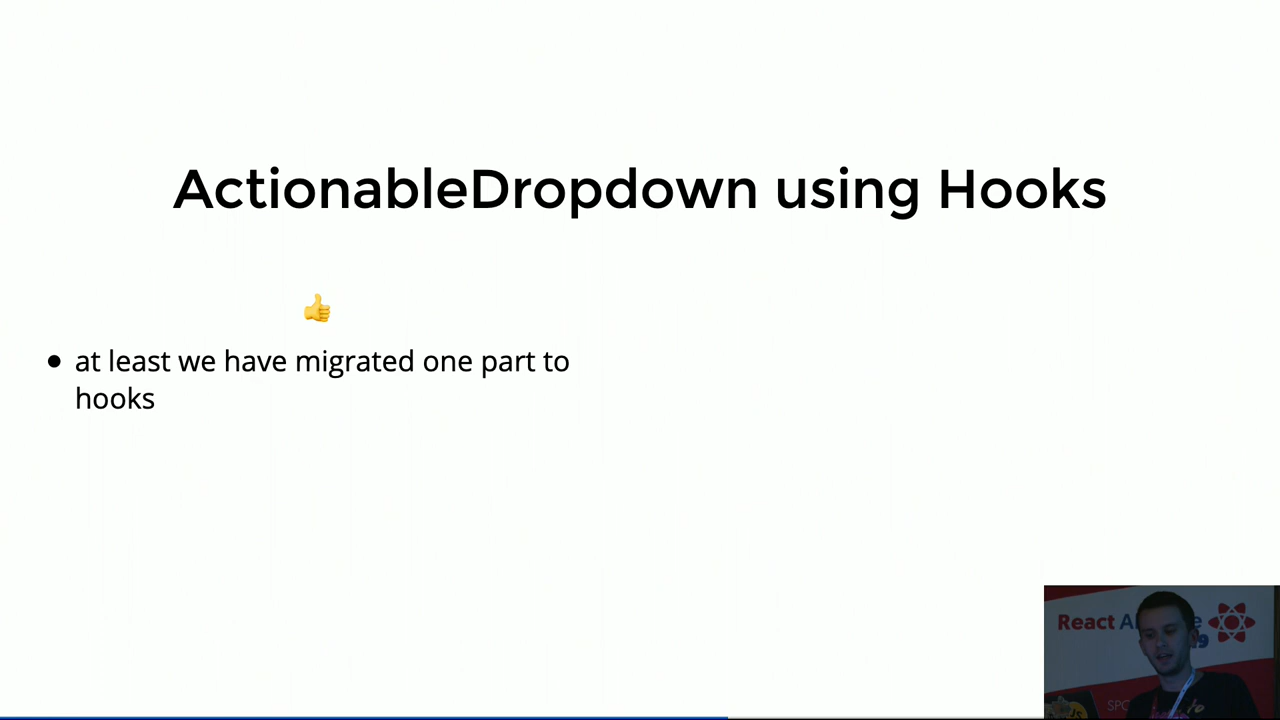 ActionableDropdown using Hooks
at least we have migrated one part to
hooks
React A